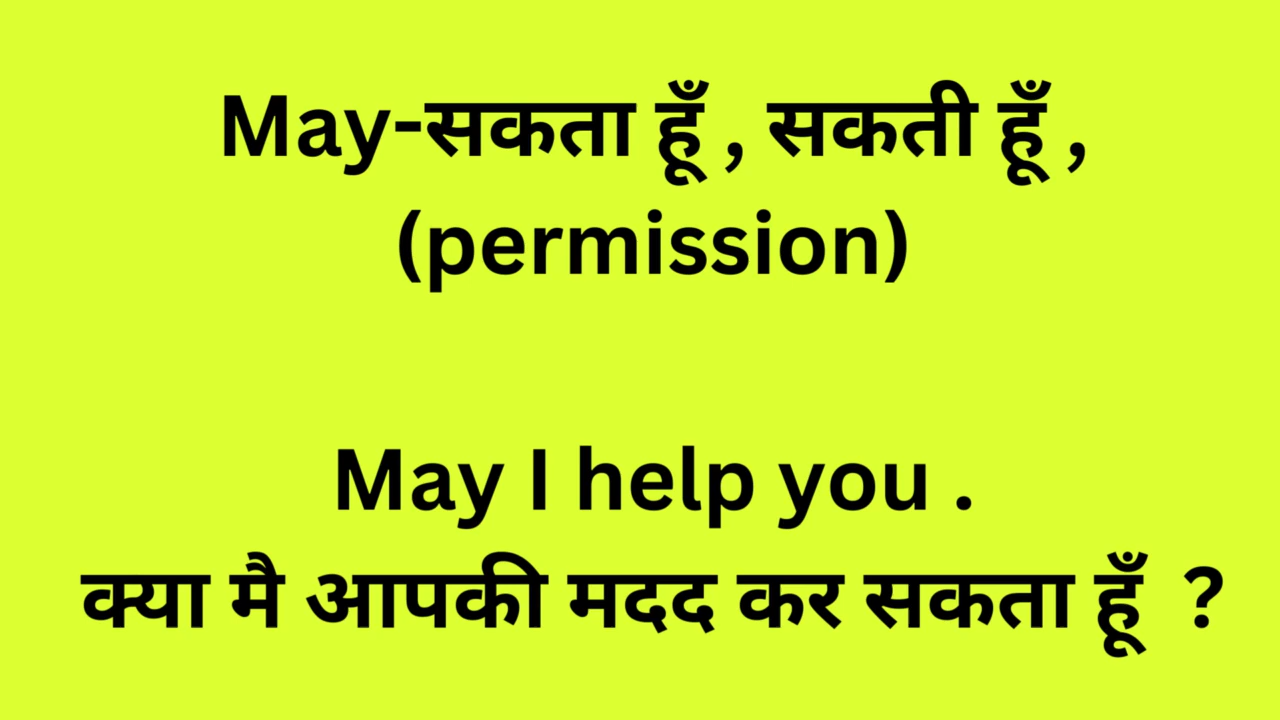 May-सकता हूँ , सकती हूँ ,
(permission)
May I help you .
क्या मै आपकी मदद कर सकता हूँ ?